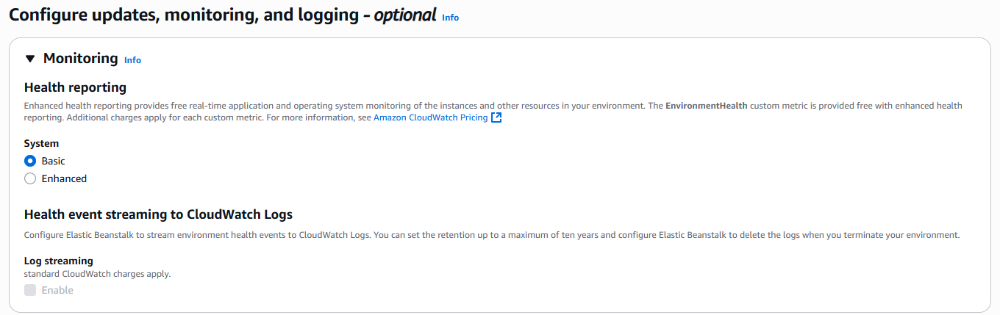 Configure updates, monitoring, and logging - optional Info
Monitoring Info
Health reporting
Enhanced health reporting provides free real-time application and operating system monitoring of the instances and other resources in your environment. The EnvironmentHealth custom metric is provided free with enhanced health
reporting. Additional charges apply for each custom metric. For more information, see Amazon CloudWatch Pricing
System
Basic
Enhanced
Health event streaming to CloudWatch Logs
Configure Elastic Beanstalk to stream environment health events to CloudWatch Logs. You can set the retention up to a maximum of ten years and configure Elastic Beanstalk to delete the logs when you terminate your environment.
Log streaming
standard CloudWatch charges apply.
Enable